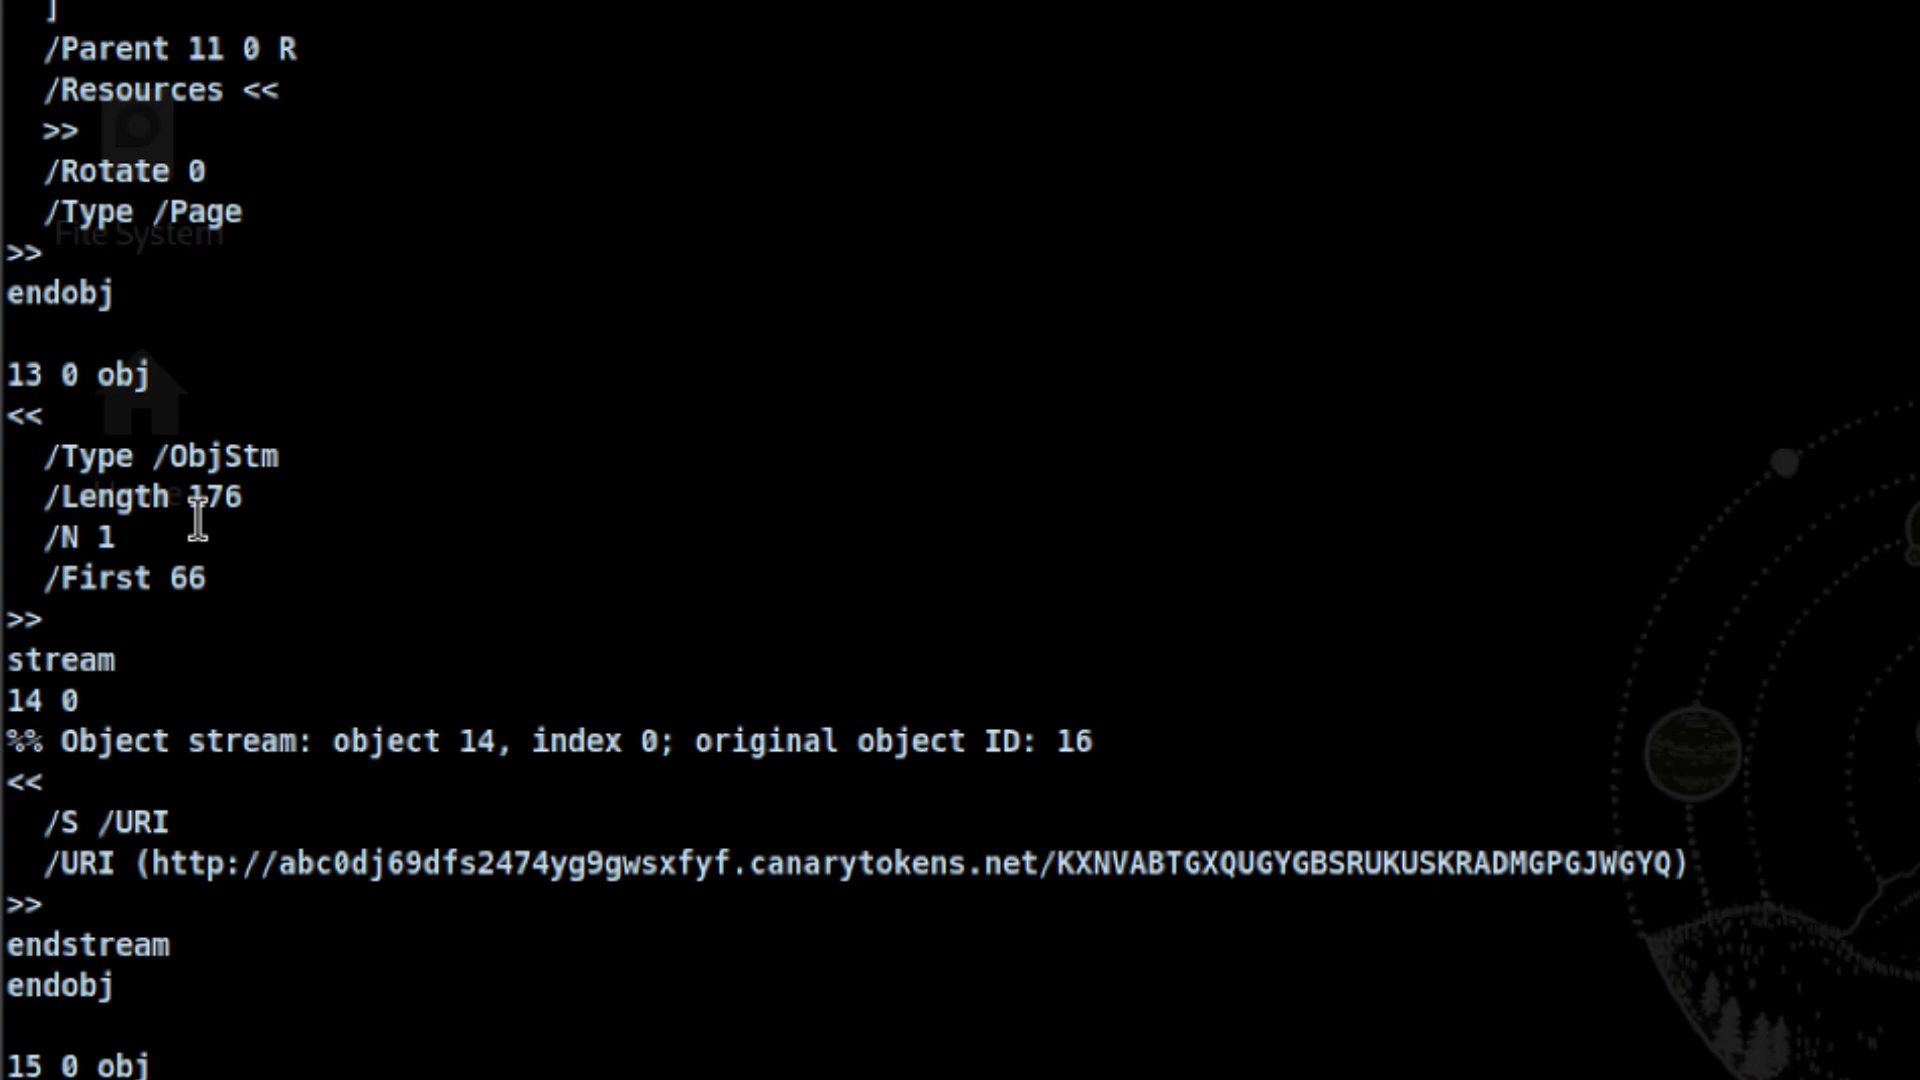 ]
/Parent 11 0 R
/Resources <<
>>
/Rotate 0
/Type /Page
File System
>>
endobj
13 0 obj
<<
/Type /ObjStm
/Length 176
/N 1
/First 66
>>
stream
14 0
%% Object stream: object 14, index 0; original object ID: 16
<<
/S /URI
/URI (http://abc0dj69dfs2474yg9gwsxfyf.canarytokens.net/KXNVABTGXQUGYGBSRUKUSKRADMGPGJWGYQ)
>>
endstream
endobj
15 0 obj